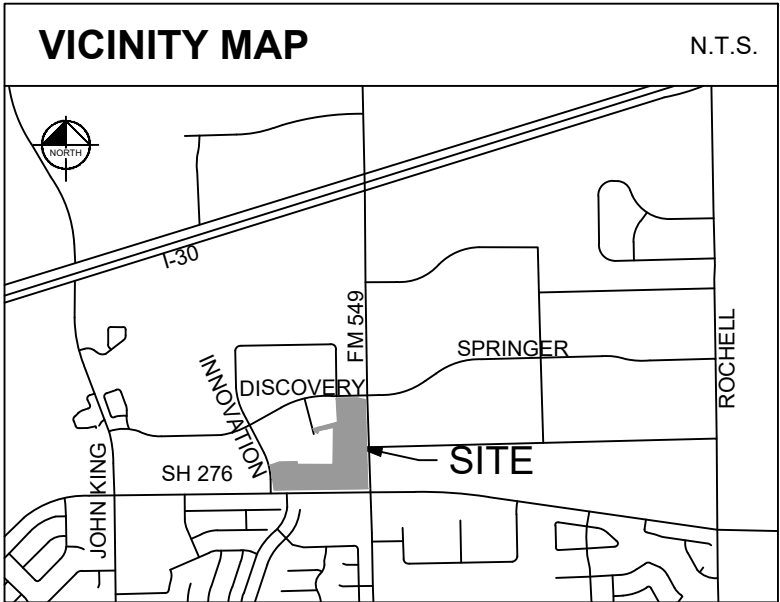 VICINITY MAP
N.T.S.
NORTH
I-30
FM 549
SPRINGER
ROCHELL
INNOVATION
DISCOVERY
SITE
SH 276
JOHN KING